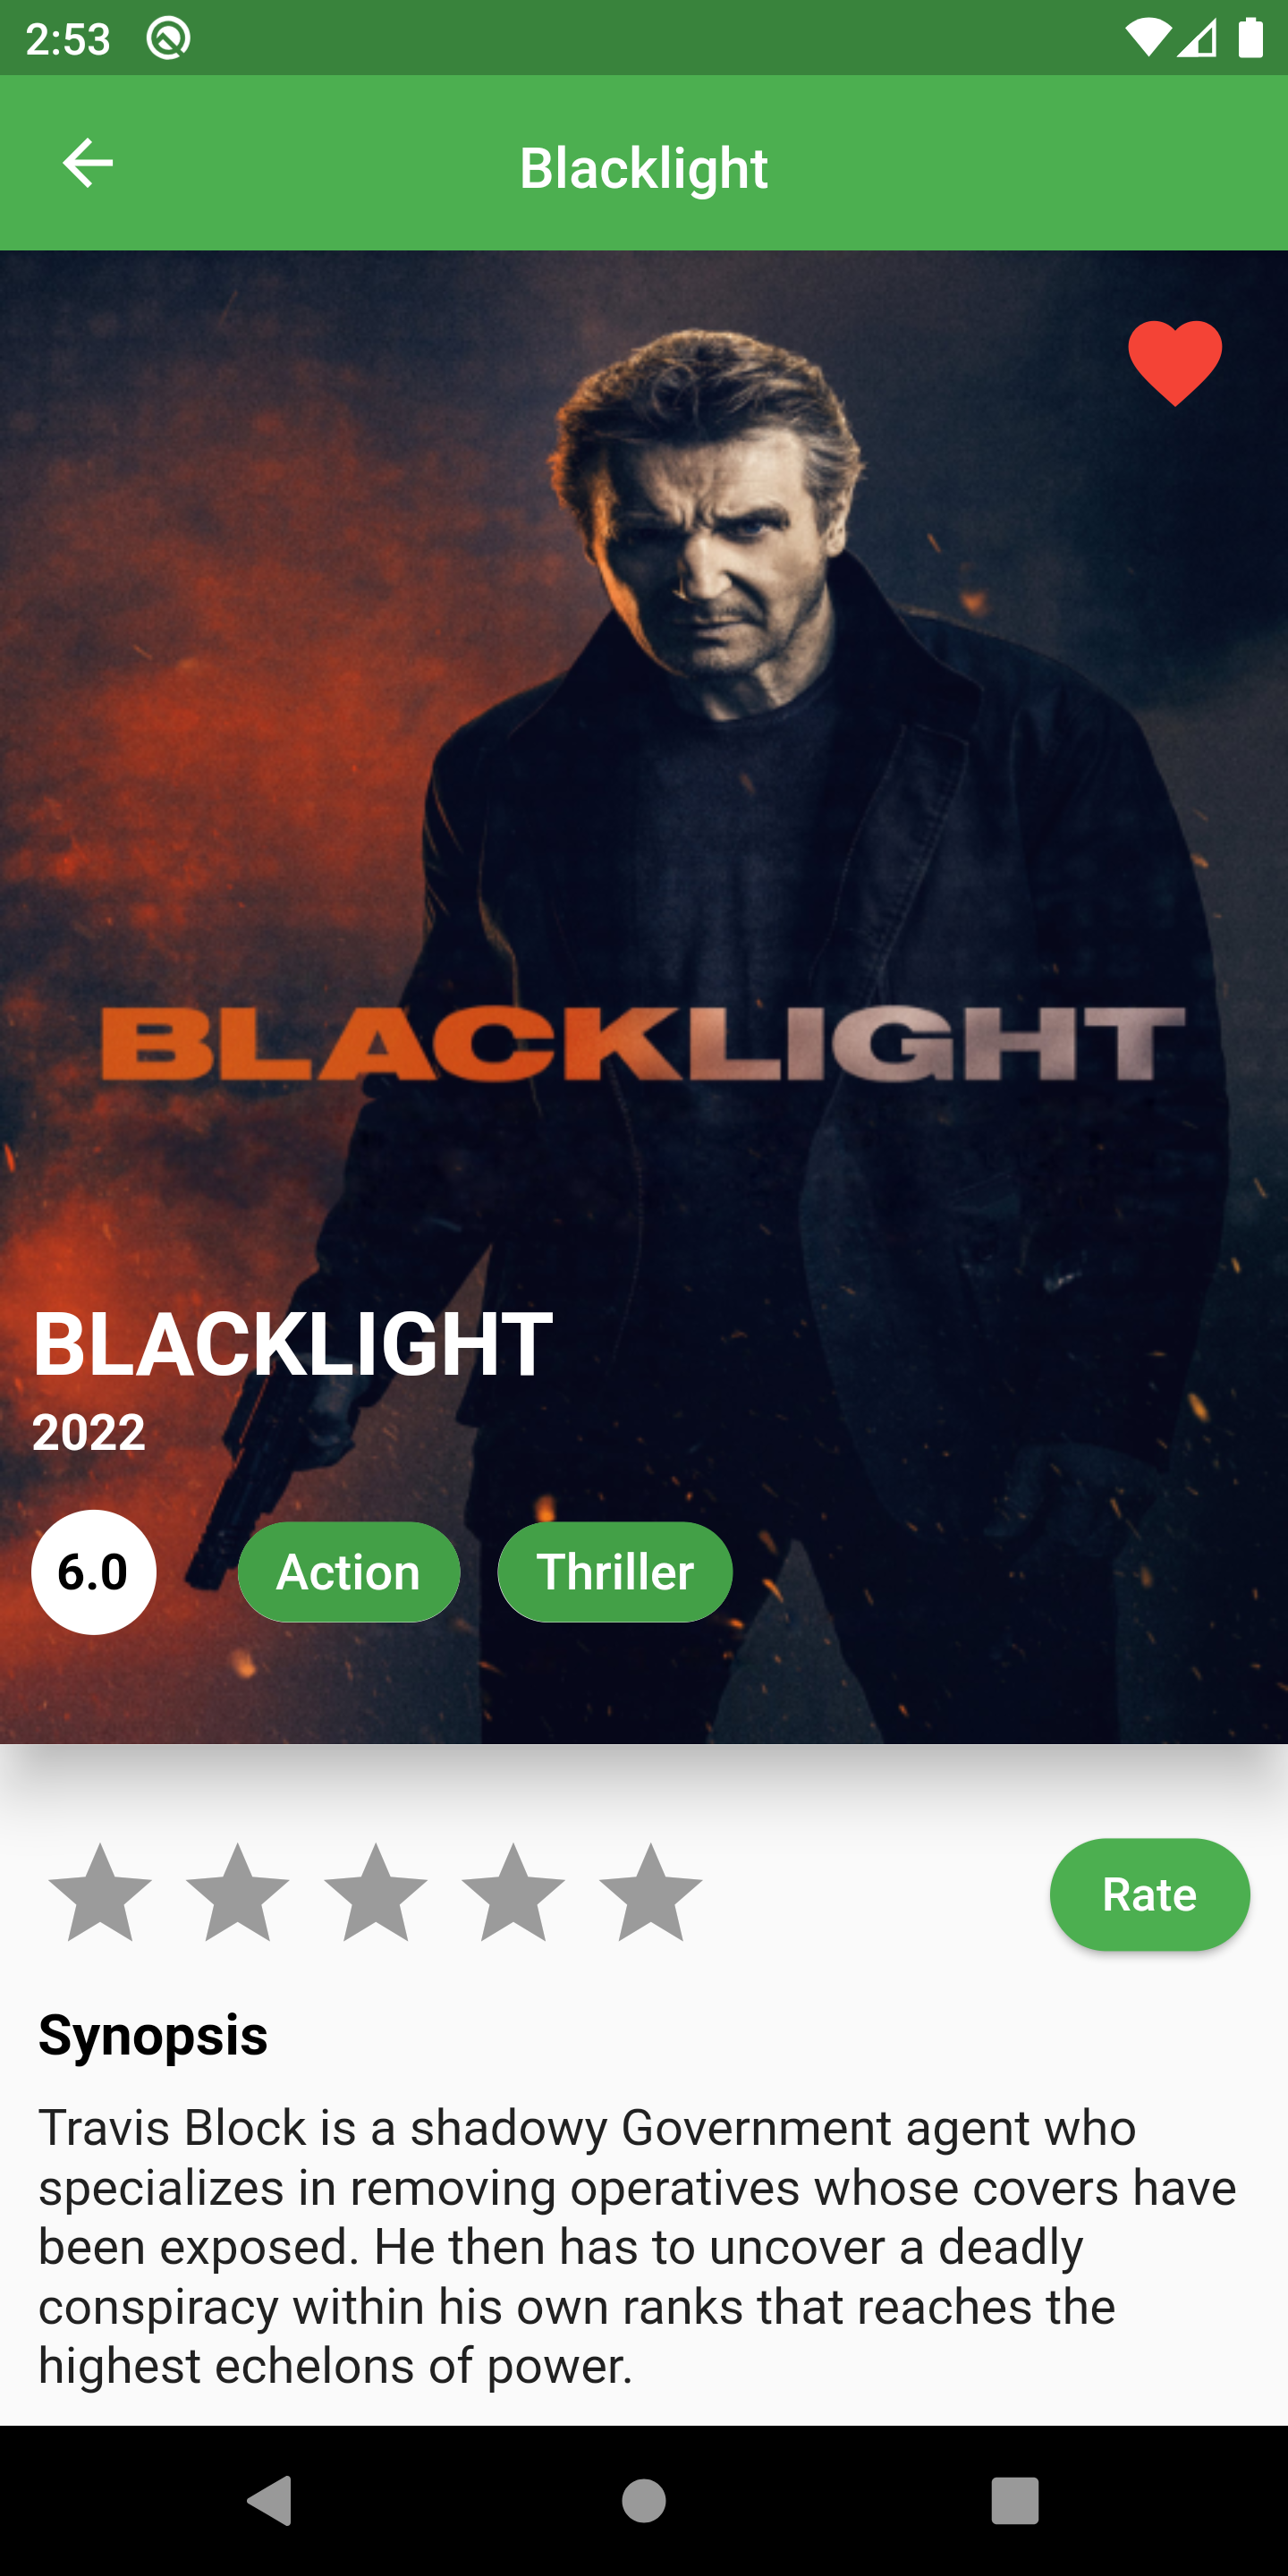 2:53
Blacklight
BLACKLIGHT
BLACKLIGHT
2022
6.0
Action
Thriller
Rate
Synopsis
Travis Block is a shadowy Government agent who
specializes in removing operatives whose covers have
been exposed. He then has to uncover a deadly
conspiracy within his own ranks that reaches the
highest echelons of power.